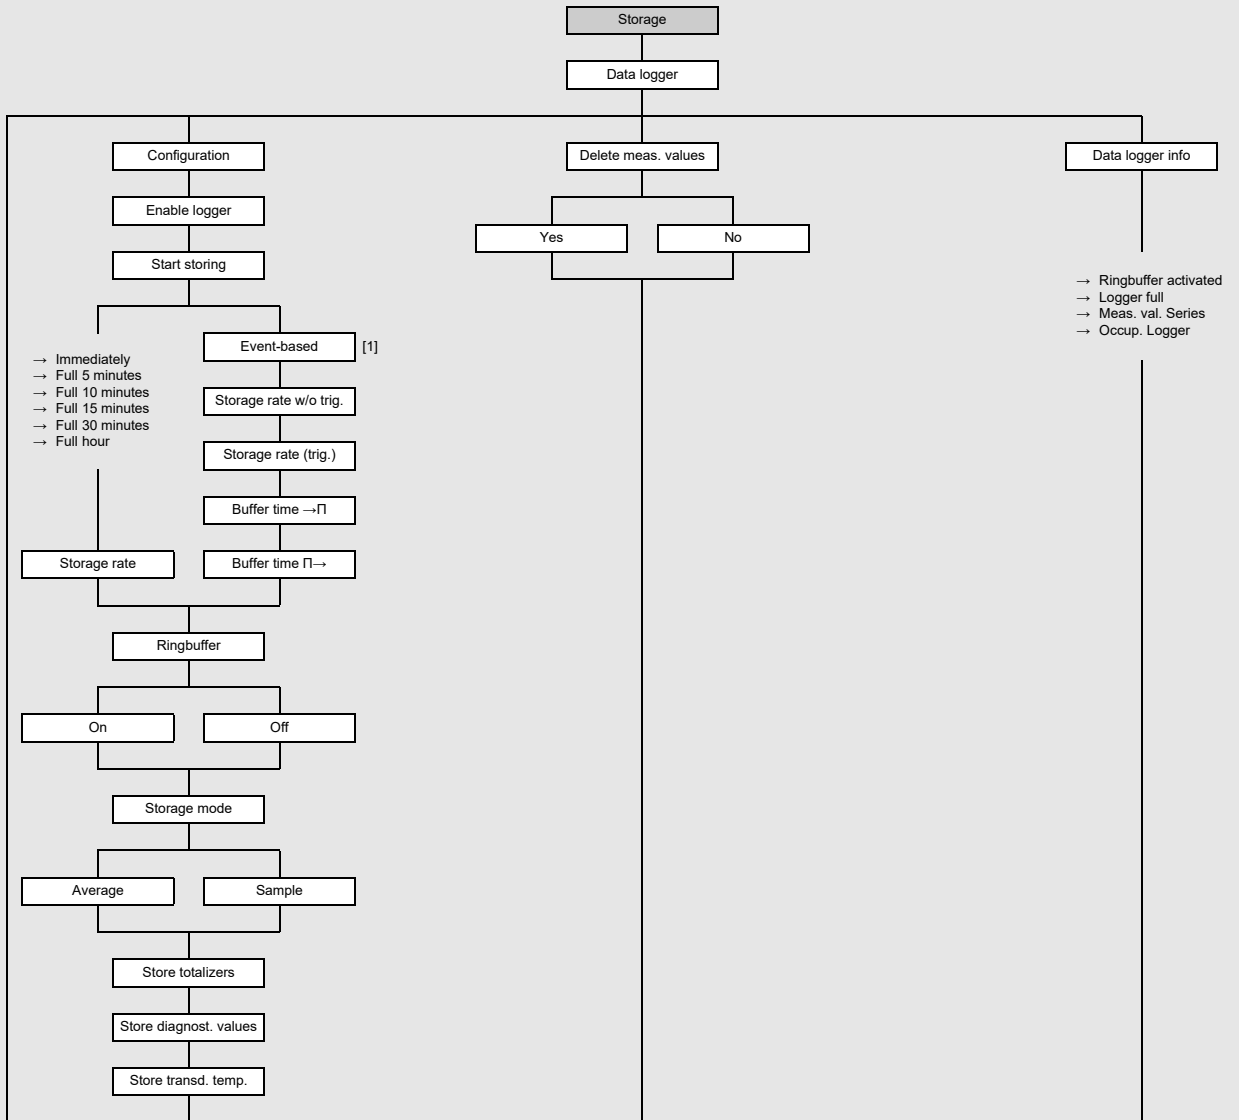 Storage
Data logger
Configuration
Delete meas. values
Data logger info
Enable logger
Yes
No
Start storing
→ Ringbuffer activated
→ Logger full
→ Meas. val. Series
→ Occup. Logger
Event-based [1]
→ Immediately
→ Full 5 minutes
→ Full 10 minutes
→ Full 15 minutes
→ Full 30 minutes
→ Full hour
Storage rate w/o trig.
Storage rate (trig.)
Buffer time →Π
Storage rate
Buffer time Π→
Ringbuffer
On
Off
Storage mode
Average
Sample
Store totalizers
Store diagnost. values
Store transd. temp.